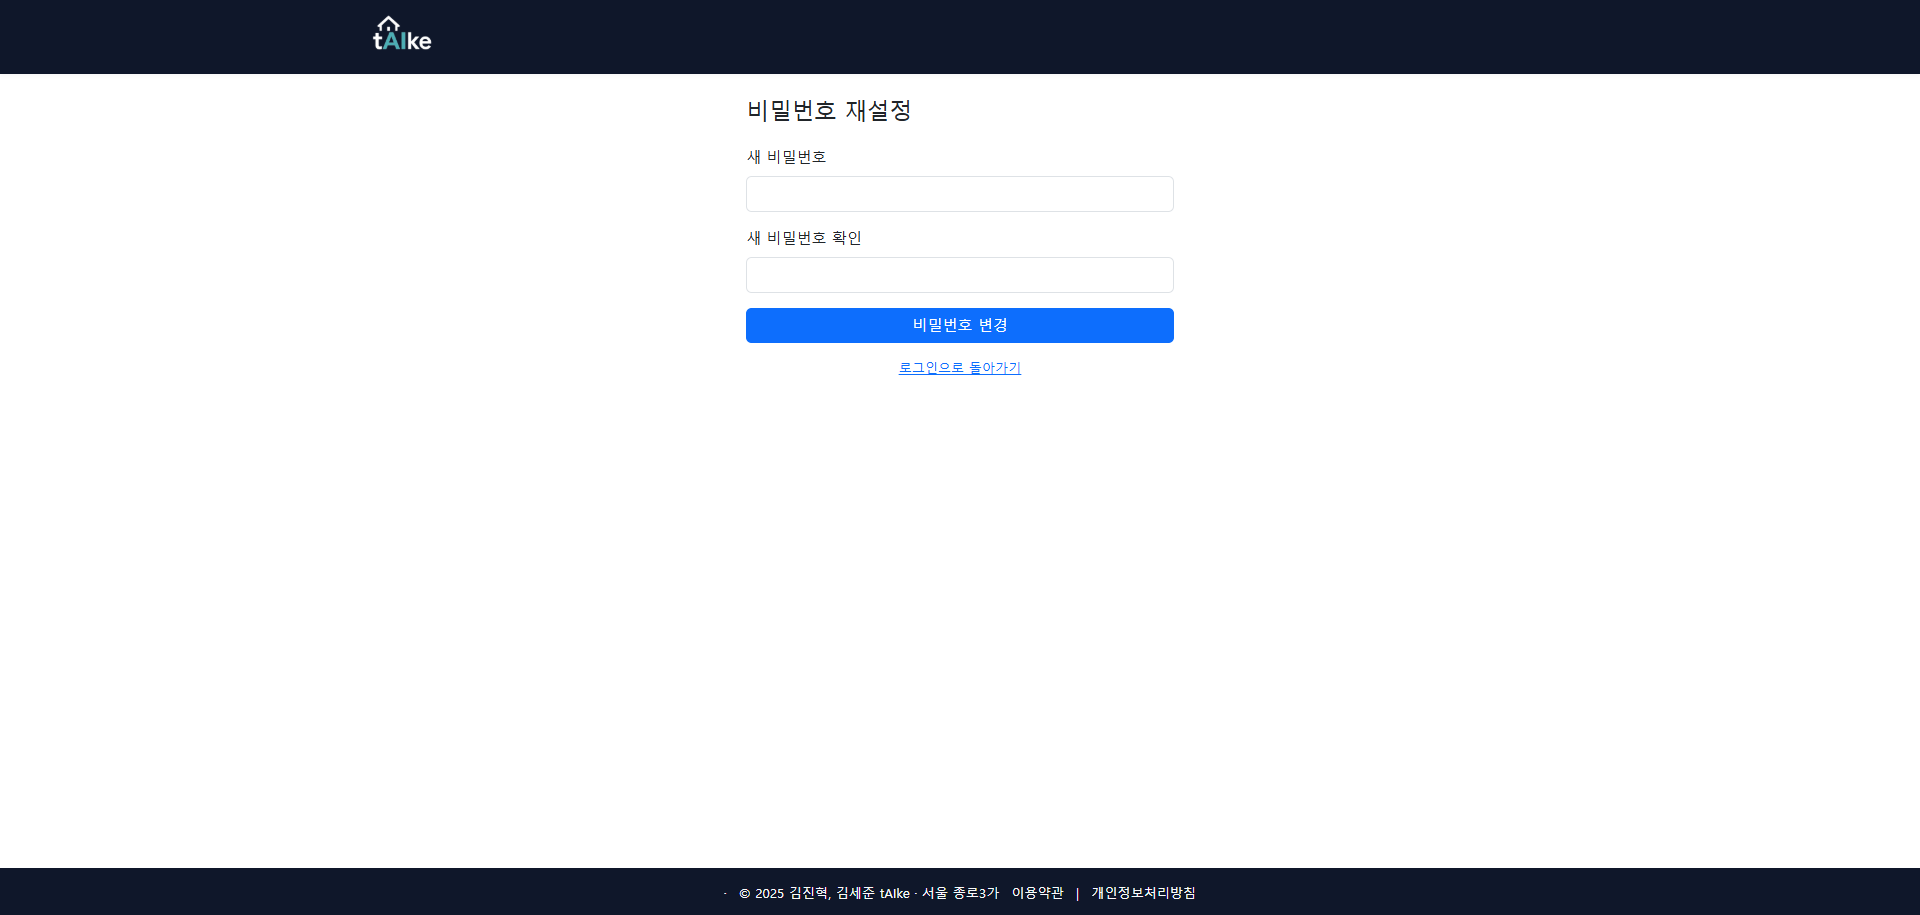 tAIke
비밀번호 재설정
새 비밀번호
새 비밀번호 확인
비밀번호 변경
로그인으로 돌아가기
· © 2025 김진혁, 김세준 tAIke · 서울 종로3가 이용약관 | 개인정보처리방침